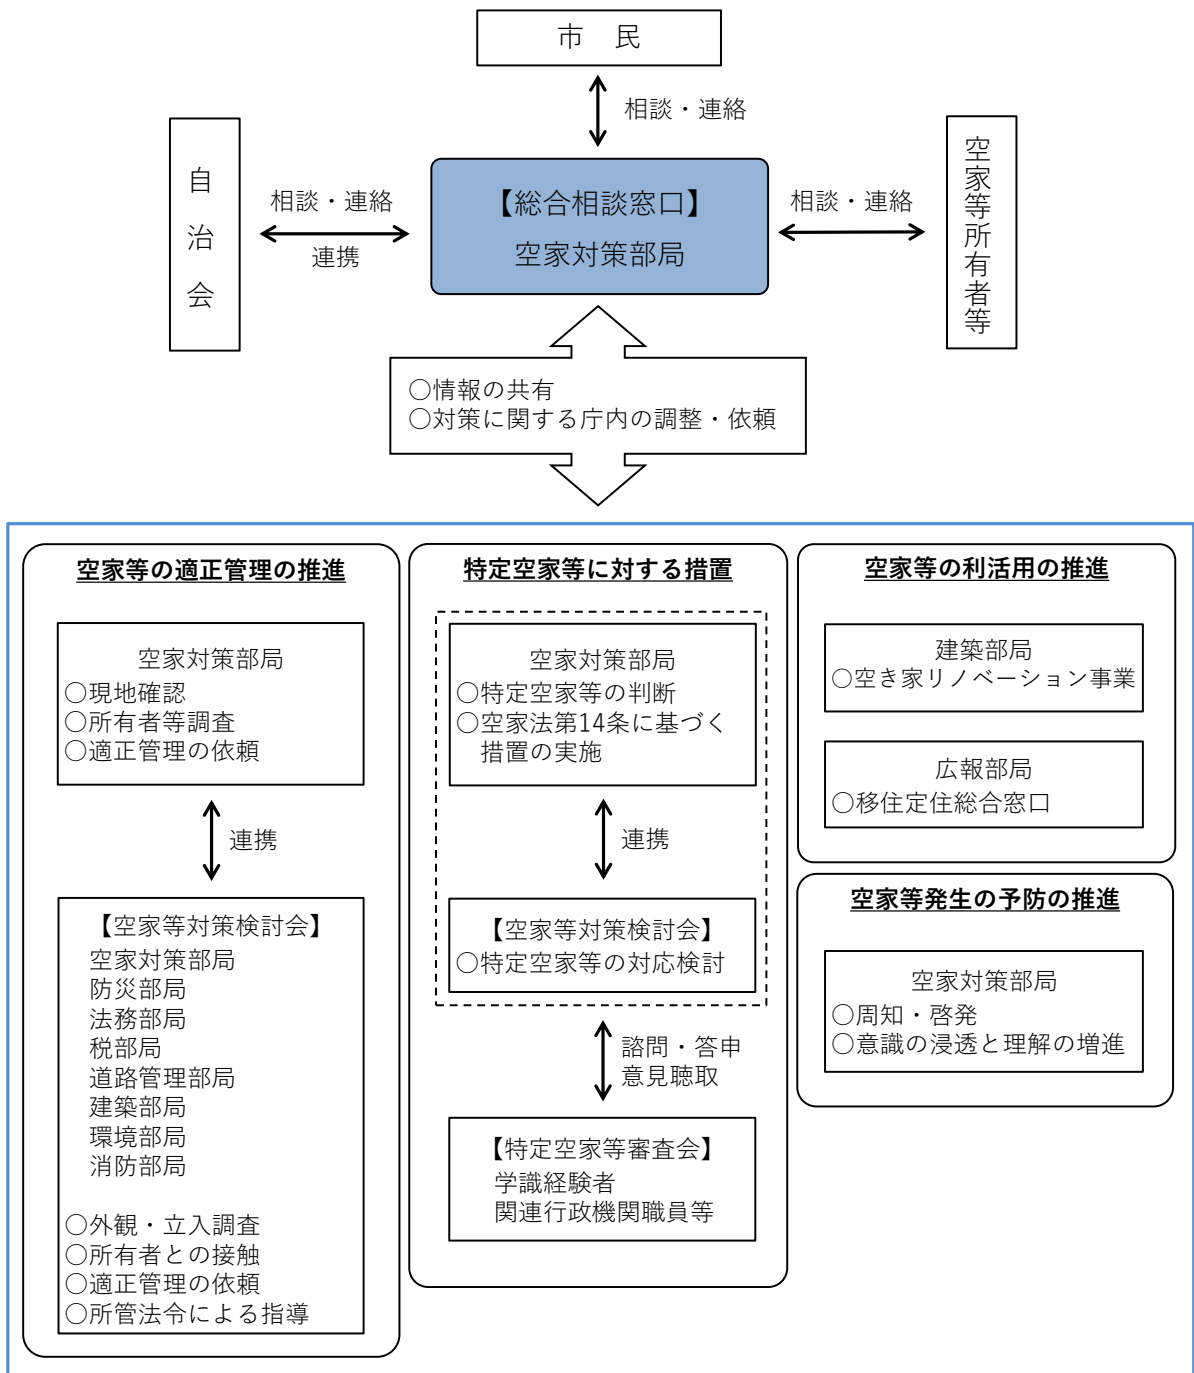 市　民
相談・連絡
自治会
相談・連絡
連携
【総合相談窓口】
空家対策部局
相談・連絡
空家等所有者等
○情報の共有
○対策に関する庁内の調整・依頼
空家等の適正管理の推進
空家対策部局
○現地確認
○所有者等調査
○適正管理の依頼
連携
【空家等対策検討会】
空家対策部局
防災部局
法務部局
税部局
道路管理部局
建築部局
環境部局
消防部局
○外観・立入調査
○所有者との接触
○適正管理の依頼
○所管法令による指導
特定空家等に対する措置
空家対策部局
○特定空家等の判断
○空家法第14条に基づく
措置の実施
連携
【空家等対策検討会】
○特定空家等の対応検討
諮問・答申
意見聴取
【特定空家等審査会】
学識経験者
関連行政機関職員等
空家等の利活用の推進
建築部局
○空き家リノベーション事業
広報部局
○移住定住総合窓口
空家等発生の予防の推進
空家対策部局
○周知・啓発
○意識の浸透と理解の増進